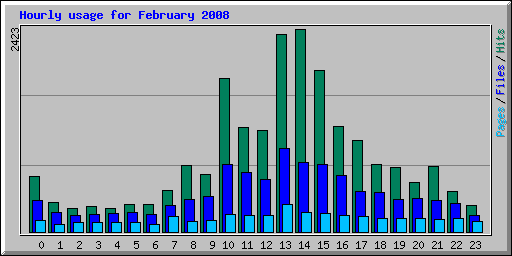 Hourly usage for February 2008
2423
Pages / Files / Hits
0 1 2 3 4 5 6 7 8 9 10 11 12 13 14 15 16 17 18 19 20 21 22 23